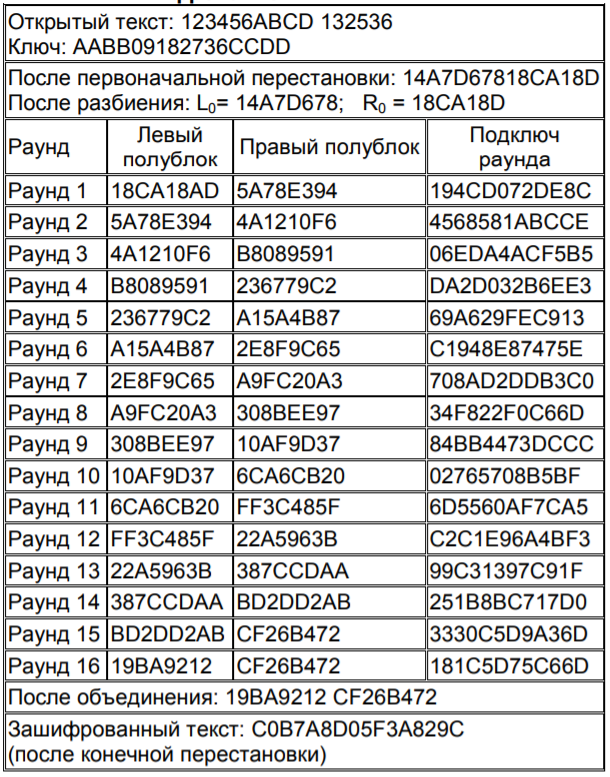 Открытый текст: 123456ABCD 132536
Ключ: AABB09182736CCDD
После первоначальной перестановки: 14A7D67818CA18D
После разбиения: L₀= 14A7D678; R₀ = 18CA18D
Раунд Левый полублок Правый полублок Подключ раунда
Раунд 1 18CA18AD 5A78E394 194CD072DE8C
Раунд 2 5A78E394 4A1210F6 4568581ABCCE
Раунд 3 4A1210F6 B8089591 06EDA4ACF5B5
Раунд 4 B8089591 236779C2 DA2D032B6EE3
Раунд 5 236779C2 A15A4B87 69A629FEC913
Раунд 6 A15A4B87 2E8F9C65 C1948E87475E
Раунд 7 2E8F9C65 A9FC20A3 708AD2DDB3C0
Раунд 8 A9FC20A3 308BEE97 34F822F0C66D
Раунд 9 308BEE97 10AF9D37 84BB4473DCCC
Раунд 10 10AF9D37 6CA6CB20 02765708B5BF
Раунд 11 6CA6CB20 FF3C485F 6D5560AF7CA5
Раунд 12 FF3C485F 22A5963B C2C1E96A4BF3
Раунд 13 22A5963B 387CCDAA 99C31397C91F
Раунд 14 387CCDAA BD2DD2AB 251B8BC717D0
Раунд 15 BD2DD2AB CF26B472 3330C5D9A36D
Раунд 16 19BA9212 CF26B472 181C5D75C66D
После объединения: 19BA9212 CF26B472
Зашифрованный текст: C0B7A8D05F3A829C
(после конечной перестановки)